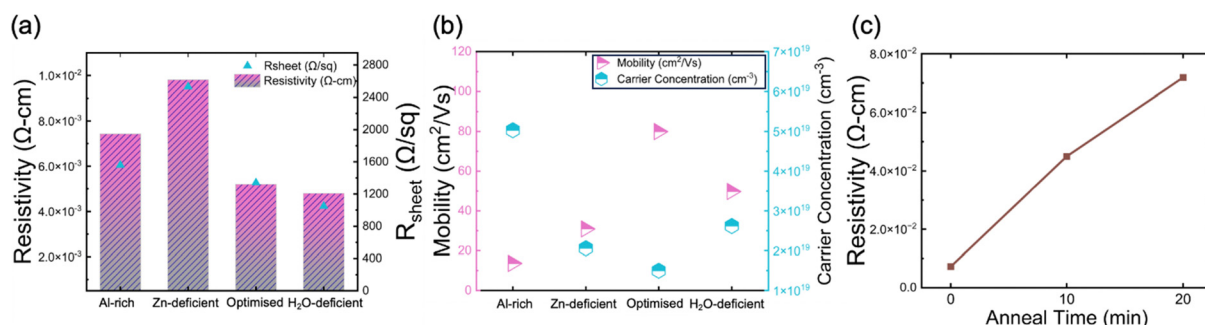 (a)
Resistivity (Ω-cm)
1.0×10⁻²
8.0×10⁻³
6.0×10⁻³
4.0×10⁻³
2.0×10⁻³
Rsheet (Ω/sq)
Resistivity (Ω-cm)
2800
2400
2000
1600
1200
800
400
0
R_sheet (Ω/sq)
Al-rich Zn-deficient Optimised H₂O-deficient
(b)
Mobility (cm²/Vs)
120
100
80
60
40
20
0
Mobility (cm²/Vs)
Carrier Concentration (cm⁻³)
7×10¹⁹
6×10¹⁹
5×10¹⁹
4×10¹⁹
3×10¹⁹
2×10¹⁹
1×10¹⁹
Carrier Concentration (cm⁻³)
Al-rich Zn-deficient Optimised H₂O-deficient
(c)
Resistivity (Ω-cm)
8.0×10⁻²
6.0×10⁻²
4.0×10⁻²
2.0×10⁻²
0.0
0 10 20
Anneal Time (min)